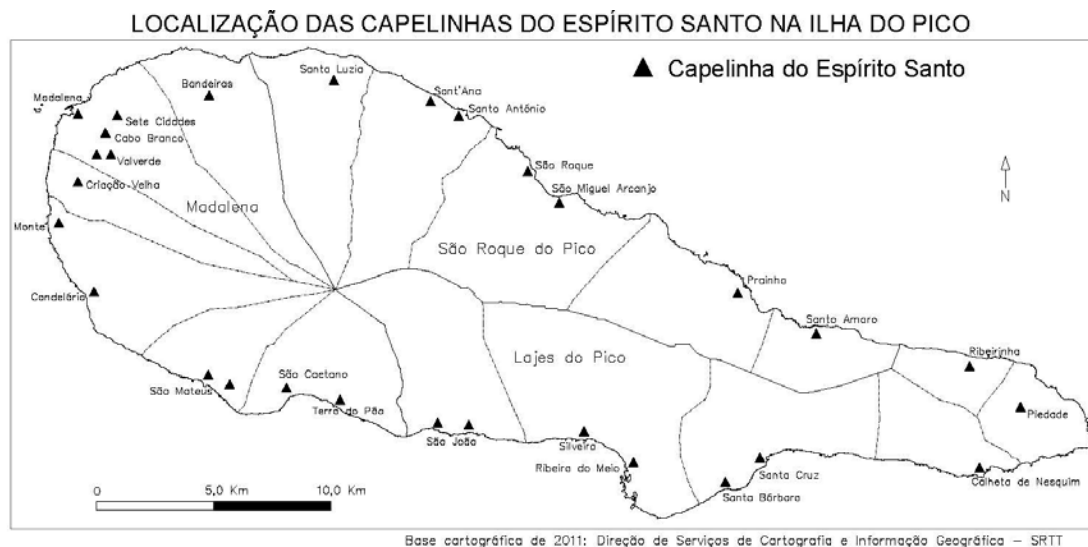 LOCALIZAÇÃO DAS CAPELINHAS DO ESPÍRITO SANTO NA ILHA DO PICO
Capelinha do Espírito Santo
Santa Luzia
Bandeiras
Sant'Ana
Madalena
Santo António
Sete Cidades
Cabo Branco
Valverde
São Roque
Criação Velha
São Miguel Arcanjo
N
Madalena
Monte
São Roque do Pico
Prainha
Candelária
Santo Amaro
Ribeirinha
Lajes do Pico
São Caetano
São Mateus
Terra do Pão
Piedade
São João
Silveira
Ribeira do Meio
Santa Cruz
Calheta de Nesquim
Santa Bárbara
0 5,0 Km 10,0 Km
Base cartográfica de 2011: Direção de Serviços de Cartografia e Informação Geográfica – SRTT